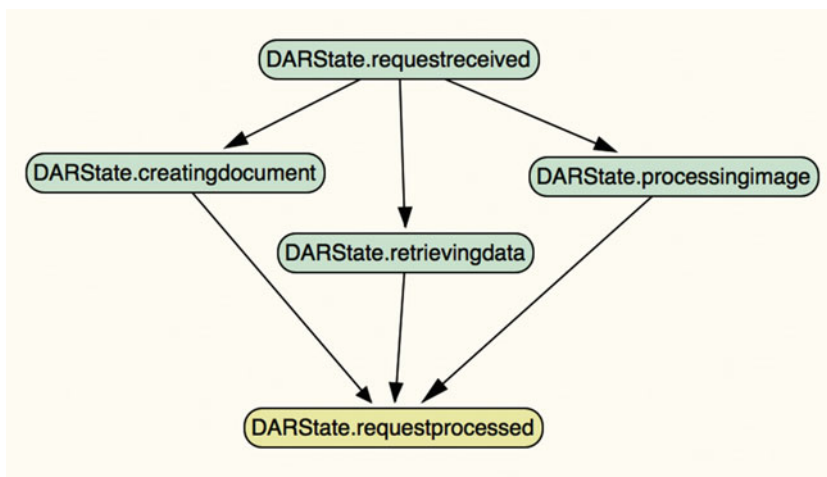 DARState.requestreceived
DARState.creatingdocument
DARState.processingimage
DARState.retrievingdata
DARState.requestprocessed